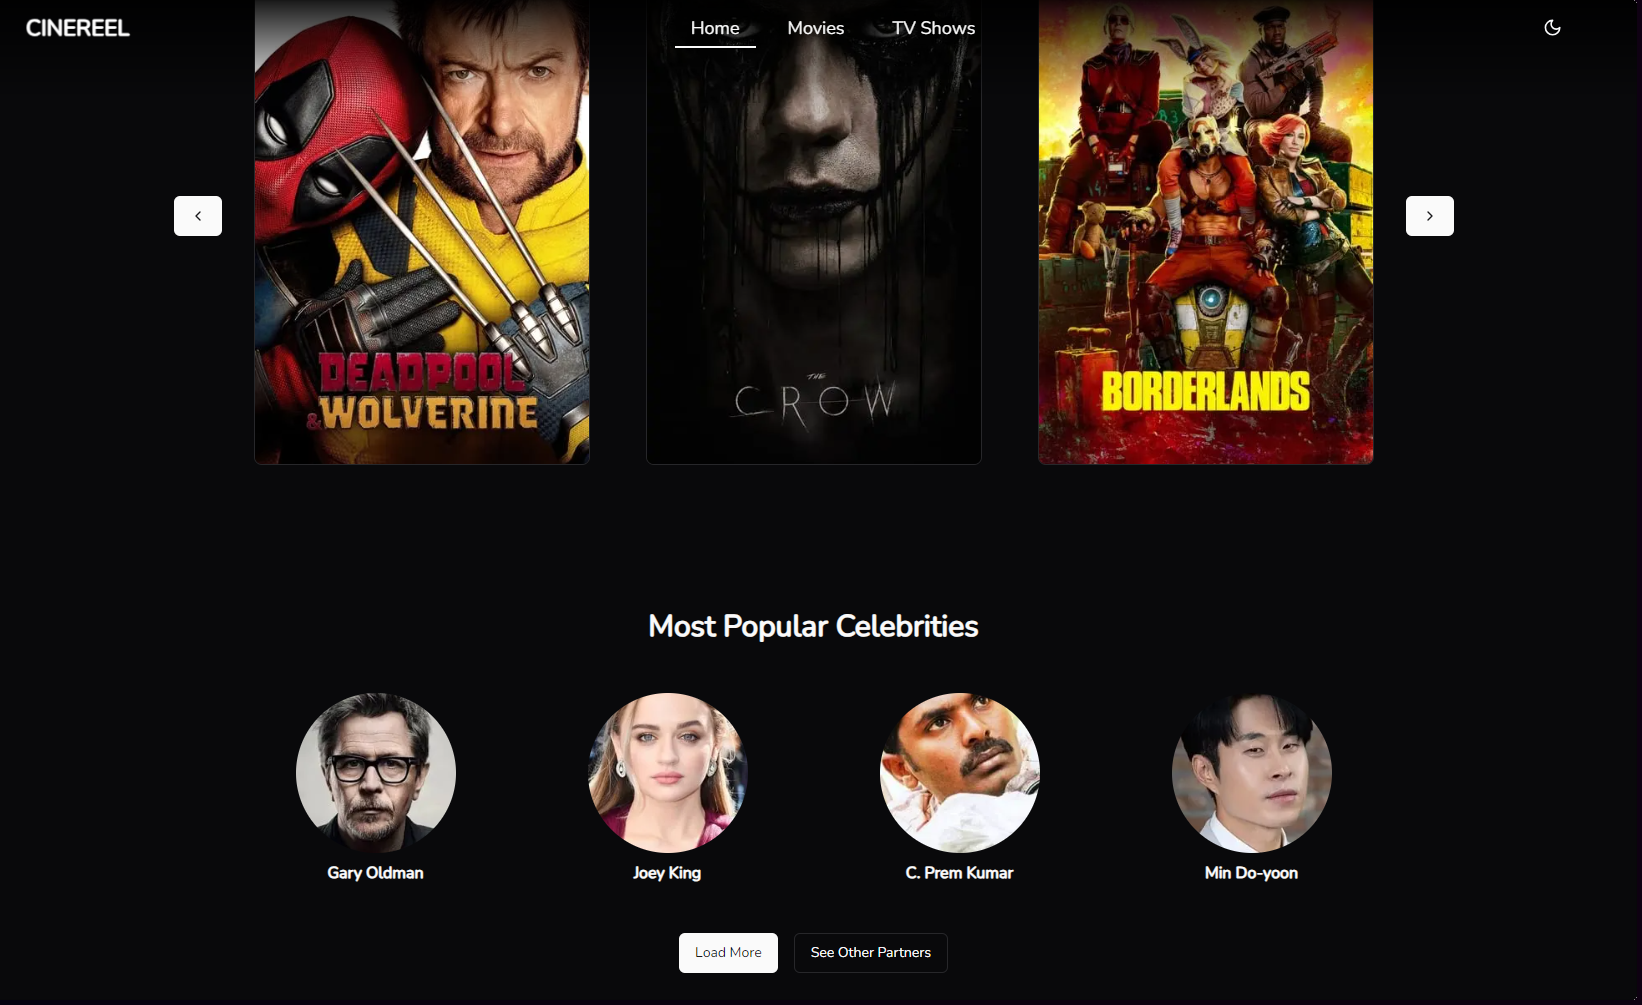 CINEREEL
Home
Movies
TV Shows
DEADPOOL
&WOLVERINE
THE
CROW
B3
BORDERLANDS
Most Popular Celebrities
Gary Oldman
Joey King
C. Prem Kumar
Min Do-yoon
Load More
See Other Partners